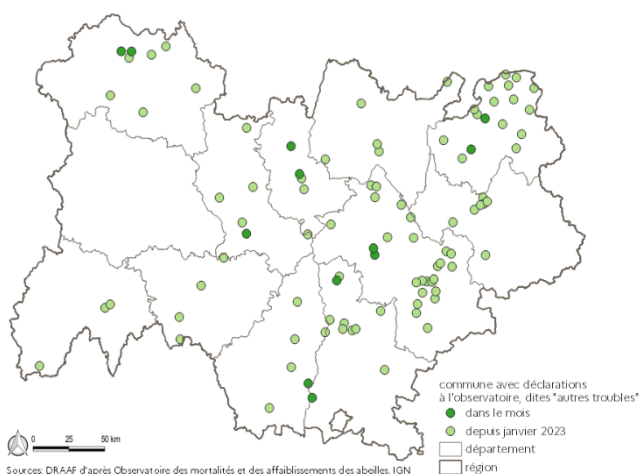 commune avec déclarations
à l'observatoire, dites "autres troubles"
dans le mois
depuis janvier 2023
département
région
0 25 50 km
Sources: DRAAF d'après Observatoire des mortalités et des affaiblissements des abeilles, IGN